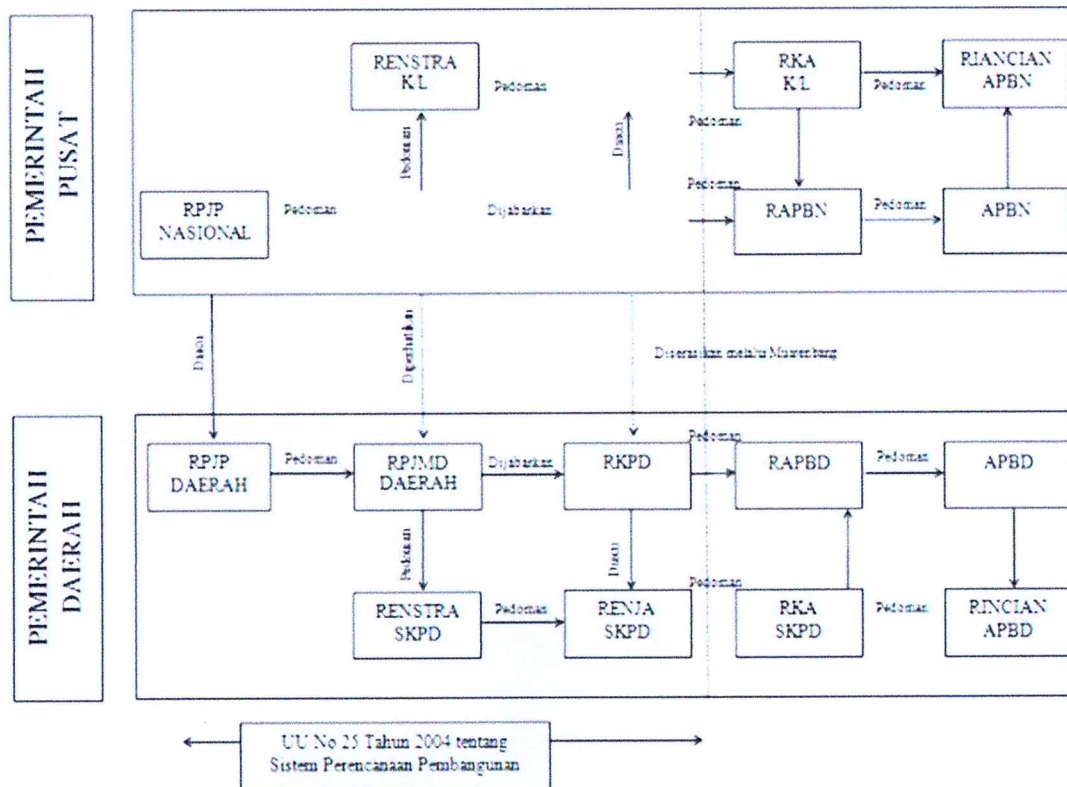 PEMERINTAH
PUSAT
RENSTRA
K/L
Pedoman
RKA
K/L
Pedoman
RIANCIAN
APBN
Pedoman
Pedoman
Diacu
RPJP
NASIONAL
Pedoman
Dijabarkan
Pedoman
RAPBN
Pedoman
APBN
Diacu
Diperhatikan
Diserasikan melalui Musrenbang
PEMERINTAH
DAERAH
RPJP
DAERAH
Pedoman
RPJMD
DAERAH
Dijabarkan
RKPD
Pedoman
RAPBD
Pedoman
APBD
Pedoman
Diacu
RENSTRA
SKPD
Pedoman
RENJA
SKPD
Pedoman
RKA
SKPD
Pedoman
RINCIAN
APBD
UU No 25 Tahun 2004 tentang
Sistem Perencanaan Pembangunan